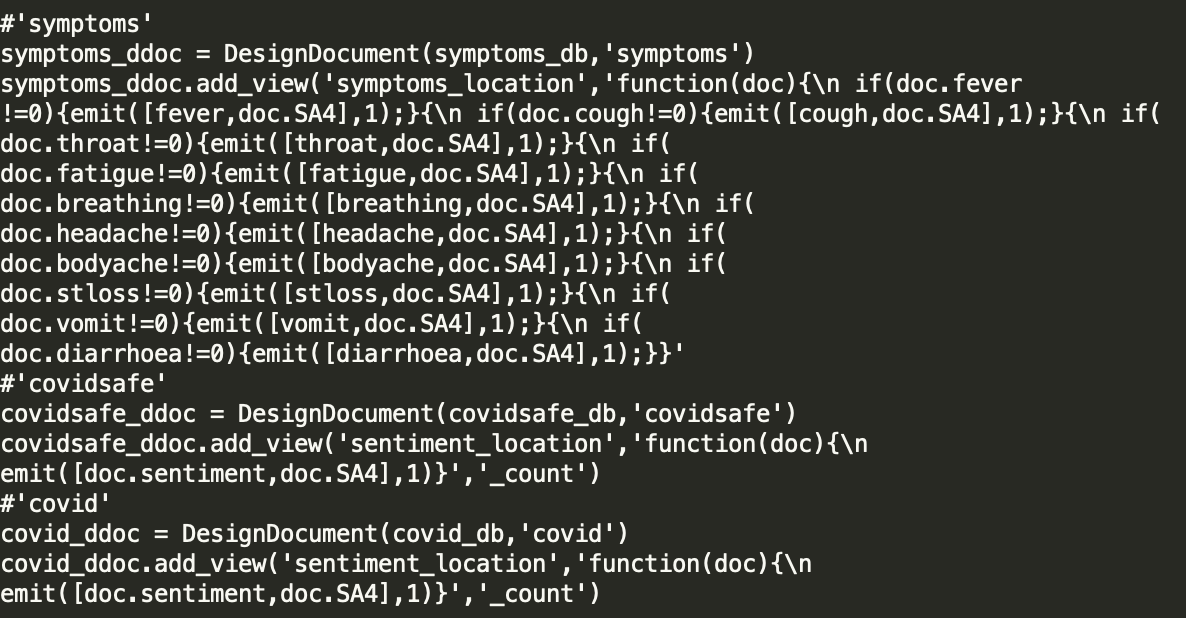 #'symptoms'
symptoms_ddoc = DesignDocument(symptoms_db,'symptoms')
symptoms_ddoc.add_view('symptoms_location','function(doc){\n if(doc.fever
!=0){emit([fever,doc.SA4],1);}{\n if(doc.cough!=0){emit([cough,doc.SA4],1);}{\n if(
doc.throat!=0){emit([throat,doc.SA4],1);}{\n if(
doc.fatigue!=0){emit([fatigue,doc.SA4],1);}{\n if(
doc.breathing!=0){emit([breathing,doc.SA4],1);}{\n if(
doc.headache!=0){emit([headache,doc.SA4],1);}{\n if(
doc.bodyache!=0){emit([bodyache,doc.SA4],1);}{\n if(
doc.stloss!=0){emit([stloss,doc.SA4],1);}{\n if(
doc.vomit!=0){emit([vomit,doc.SA4],1);}{\n if(
doc.diarrhoea!=0){emit([diarrhoea,doc.SA4],1);}}'
#'covidsafe'
covidsafe_ddoc = DesignDocument(covidsafe_db,'covidsafe')
covidsafe_ddoc.add_view('sentiment_location','function(doc){\n
emit([doc.sentiment,doc.SA4],1)}','_count')
#'covid'
covid_ddoc = DesignDocument(covid_db,'covid')
covid_ddoc.add_view('sentiment_location','function(doc){\n
emit([doc.sentiment,doc.SA4],1)}','_count')